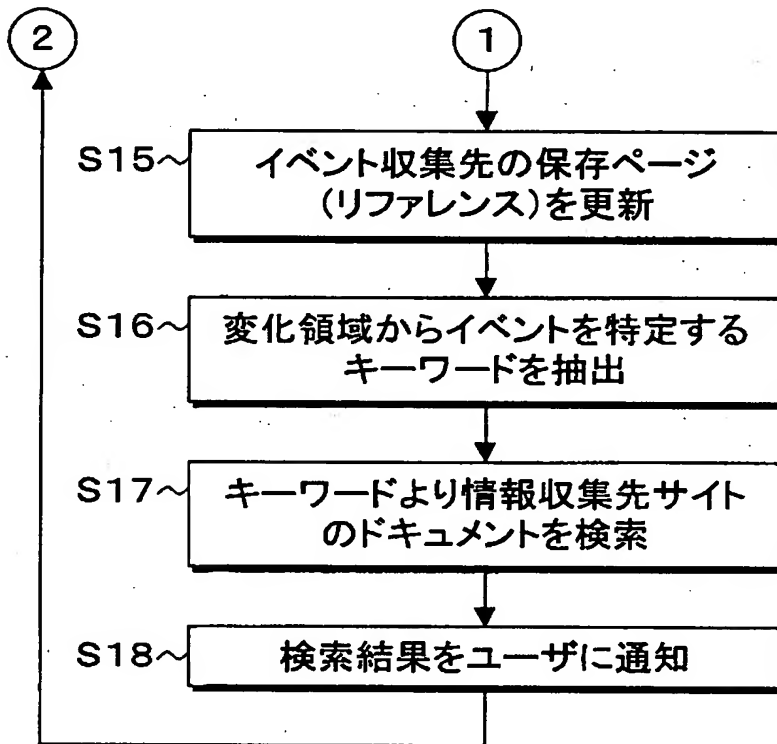 2
1
S15~
イベント収集先の保存ページ
(リファレンス)を更新
S16~
変化領域からイベントを特定する
キーワードを抽出
S17~
キーワードより情報収集先サイト
のドキュメントを検索
S18~
検索結果をユーザに通知